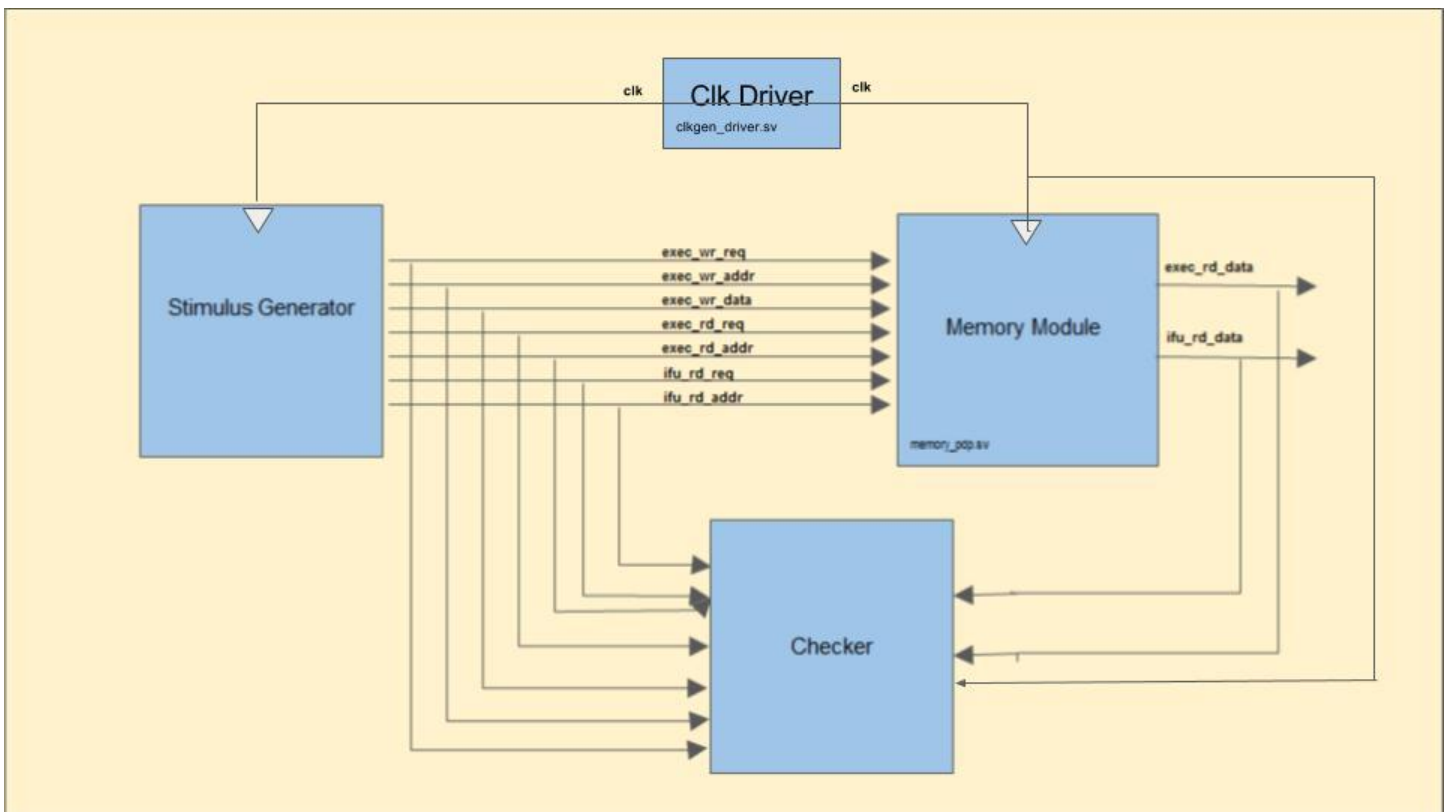 clk
Clk Driver
clk
clkgen_driver.sv
Stimulus Generator
exec_wr_req
exec_wr_addr
exec_wr_data
exec_rd_req
exec_rd_addr
ifu_rd_req
ifu_rd_addr
Memory Module
memory_pdp.sv
exec_rd_data
ifu_rd_data
Checker